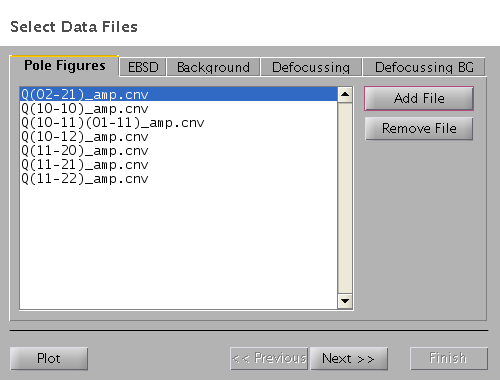 Select Data Files
Pole Figures EBSD Background Defocussing Defocussing BG
Q(02-21)_amp.cnv
Q(10-10)_amp.cnv
Q(10-11)(01-11)_amp.cnv
Q(10-12)_amp.cnv
Q(11-20)_amp.cnv
Q(11-21)_amp.cnv
Q(11-22)_amp.cnv
Add File
Remove File
Plot << Previous Next >> Finish